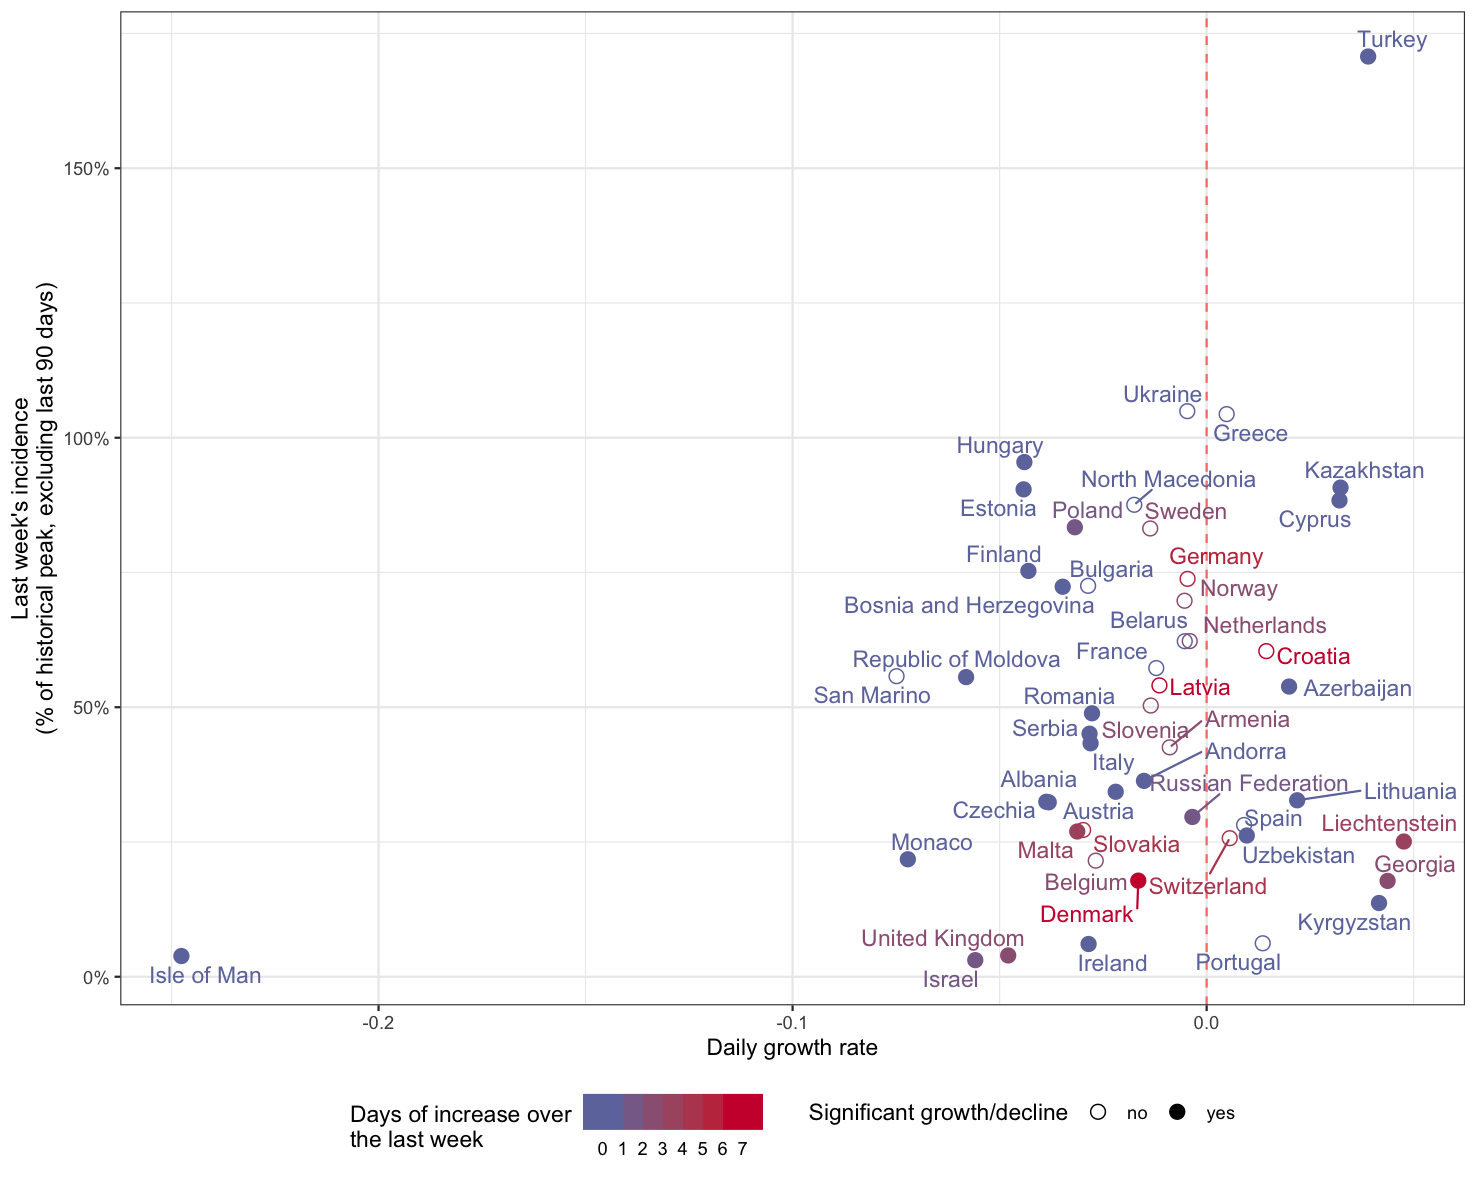 Turkey
150%
Ukraine
Greece
100%
Hungary
Kazakhstan
North Macedonia
Estonia
Poland
Sweden
Cyprus
Finland
Germany
Bulgaria
Norway
Bosnia and Herzegovina
Belarus
Netherlands
France
Croatia
Republic of Moldova
San Marino
Latvia
Azerbaijan
Romania
50%
Armenia
Serbia
Slovenia
Andorra
Italy
Albania
Russian Federation
Lithuania
Czechia
Austria
Spain
Liechtenstein
Monaco
Malta
Slovakia
Uzbekistan
Georgia
Belgium
Switzerland
Denmark
Kyrgyzstan
United Kingdom
Ireland
Portugal
Isle of Man
Israel
0%
Last week's incidence
(% of historical peak, excluding last 90 days)
-0.2
-0.1
0.0
Daily growth rate
Days of increase over
the last week
0 1 2 3 4 5 6 7
Significant growth/decline
no
yes